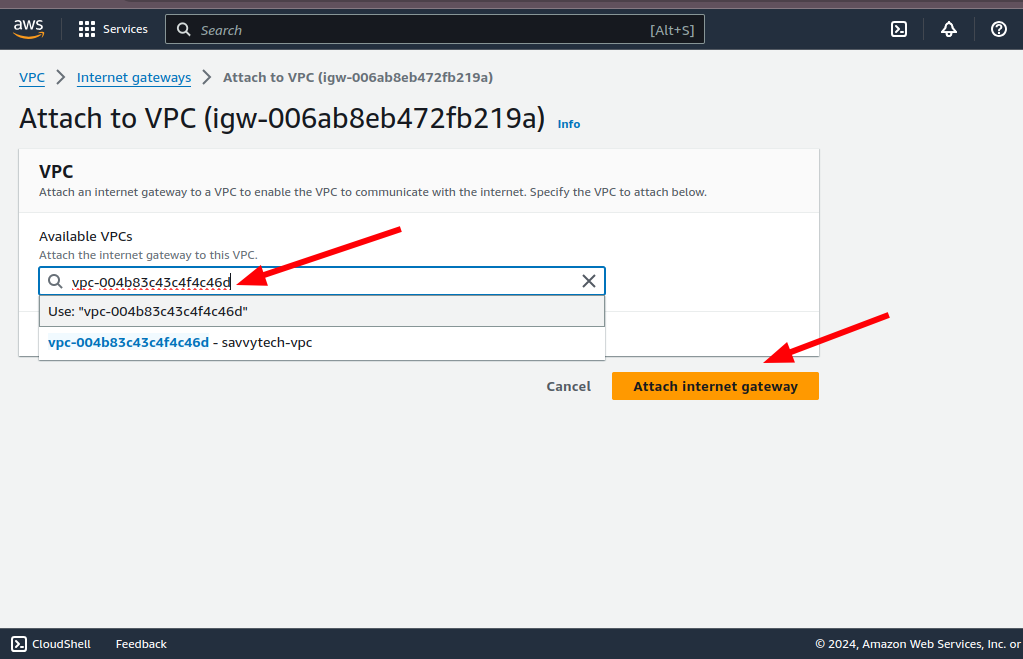 aws
Services
Search
[Alt+S]
VPC > Internet gateways > Attach to VPC (igw-006ab8eb472fb219a)
Attach to VPC (igw-006ab8eb472fb219a) Info
VPC
Attach an internet gateway to a VPC to enable the VPC to communicate with the internet. Specify the VPC to attach below.
Available VPCs
Attach the internet gateway to this VPC.
vpc-004b83c43c4f4c46d
Use: "vpc-004b83c43c4f4c46d"
vpc-004b83c43c4f4c46d - savvytech-vpc
Cancel
Attach internet gateway
CloudShell
Feedback
© 2024, Amazon Web Services, Inc. or